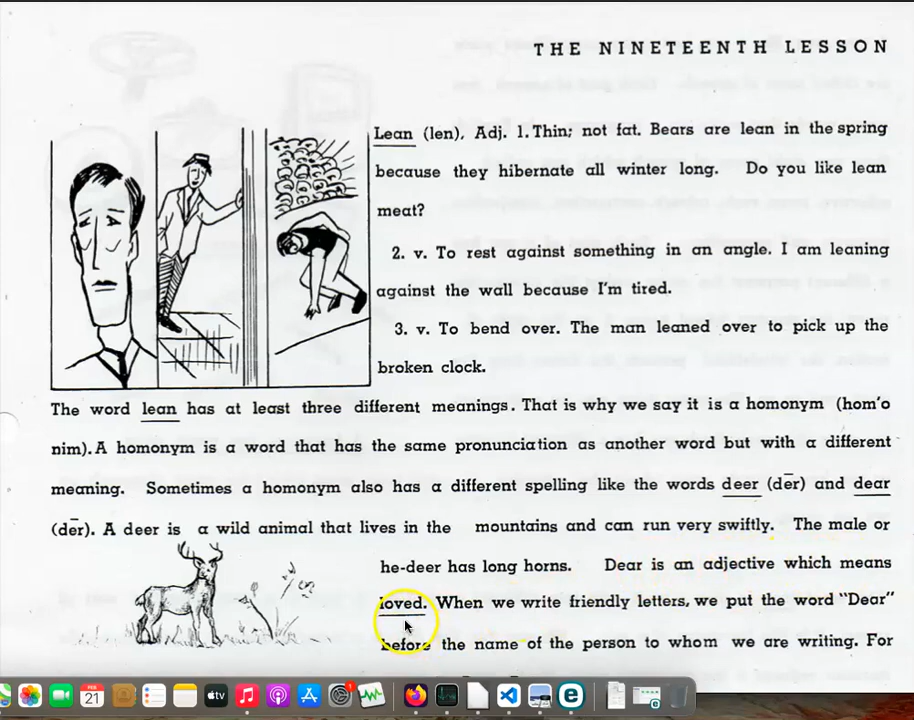 THE NINETEENTH LESSON
Lean (len), Adj. 1. Thin; not fat. Bears are lean in the spring
because they hibernate all winter long. Do you like lean
meat?
2. v. To rest against something in an angle. I am leaning
against the wall because I'm tired.
3. v. To bend over. The man leaned over to pick up the
broken clock.
The word lean has at least three different meanings. That is why we say it is a homonym (hom'o
nim). A homonym is a word that has the same pronunciation as another word but with a different
meaning. Sometimes a homonym also has a different spelling like the words deer (dēr) and dear
(dēr). A deer is a wild animal that lives in the mountains and can run very swiftly. The male or
he-deer has long horns. Dear is an adjective which means
loved. When we write friendly letters, we put the word "Dear"
before the name of the person to whom we are writing. For
FEB
21
tv